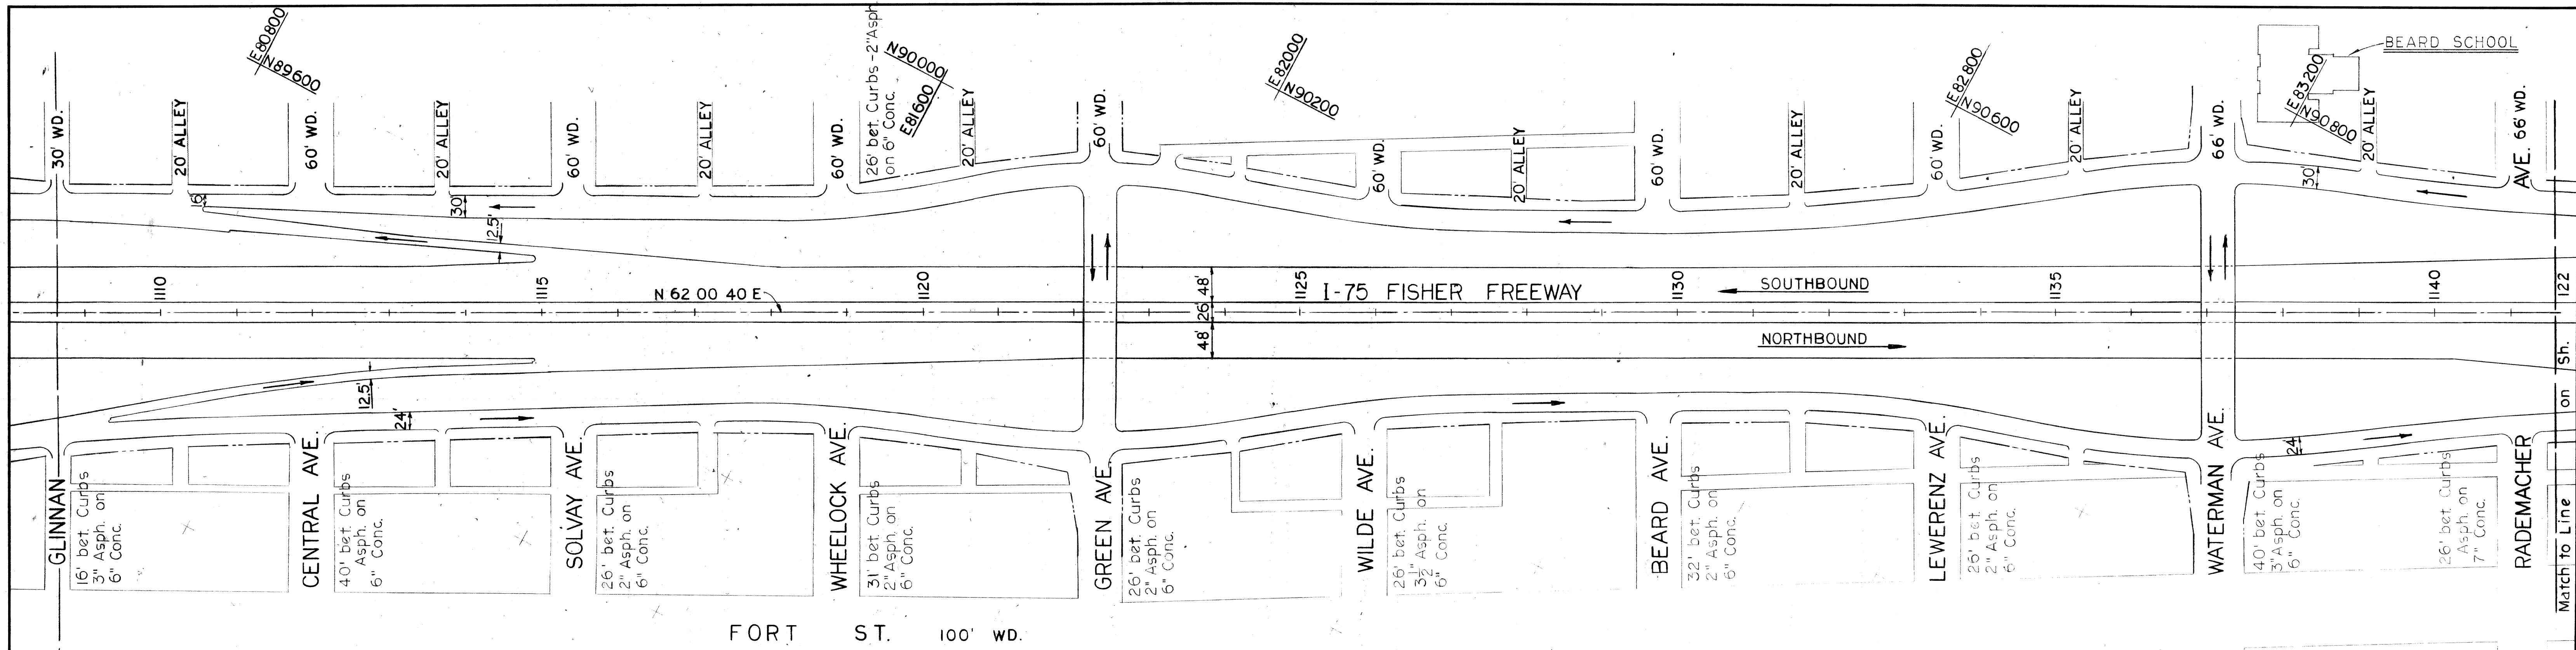 E80800
N89600
N90000
E81600
E82000
N90200
E82800
N90600
E83200
N90800
BEARD SCHOOL
30' WD.
20' ALLEY
60' WD.
20' ALLEY
60' WD.
20' ALLEY
60' WD.
26' bet. Curbs - 2" Asph.
on 6" Conc.
20' ALLEY
60' WD.
60' WD.
20' ALLEY
60' WD.
20' ALLEY
60' WD.
20' ALLEY
66' WD.
20' ALLEY
AVE. 66' WD.
16'
30'
12.5'
30'
1110
1115
N 62 00 40 E
1120
48'
26'
48'
1125
I-75 FISHER FREEWAY
1130
SOUTHBOUND
1135
1140
NORTHBOUND
12.5'
24'
24'
GLINNAN
16' bet. Curbs
3" Asph. on
6" Conc.
CENTRAL AVE.
40' bet. Curbs
Asph. on
6" Conc.
SOLVAY AVE.
26' bet. Curbs
2" Asph. on
6" Conc.
WHEELOCK AVE.
31' bet. Curbs
2" Asph. on
6" Conc.
GREEN AVE.
26' bet. Curbs
2" Asph. on
6" Conc.
WILDE AVE.
26' bet. Curbs
3½" Asph. on
6" Conc.
BEARD AVE.
32' bet. Curbs
2" Asph. on
6" Conc.
LEWERENZ AVE.
26' bet. Curbs
2" Asph. on
6" Conc.
WATERMAN AVE.
40' bet. Curbs
3" Asph. on
6" Conc.
26' bet. Curbs
Asph. on
7" Conc.
RADEMACHER
Match to Line on Sh. 122
FORT ST. 100' WD.